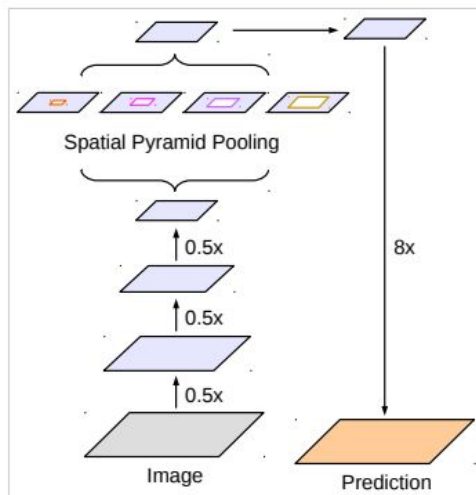 Spatial Pyramid Pooling
0.5x
8x
0.5x
0.5x
Image
Prediction